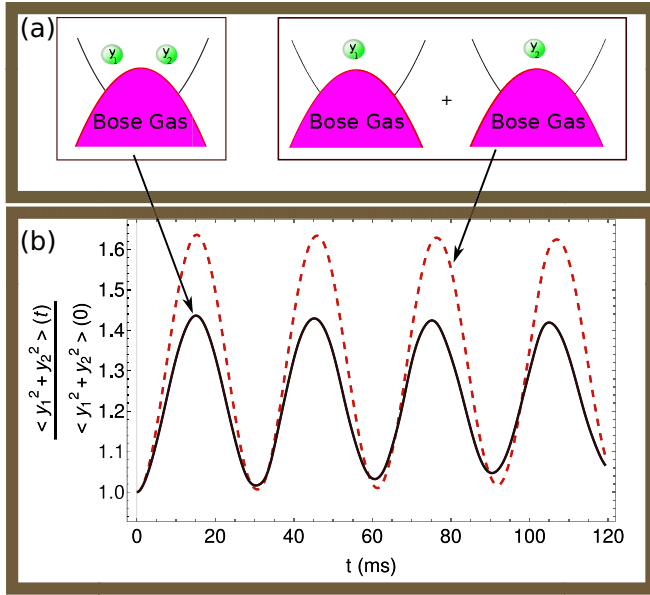 (a)
y1 y2
Bose Gas
y1
Bose Gas
+
y2
Bose Gas
(b)
< y1² + y2² > (t)
< y1² + y2² > (0)
1.6
1.5
1.4
1.3
1.2
1.1
1.0
0 20 40 60 80 100 120
t (ms)